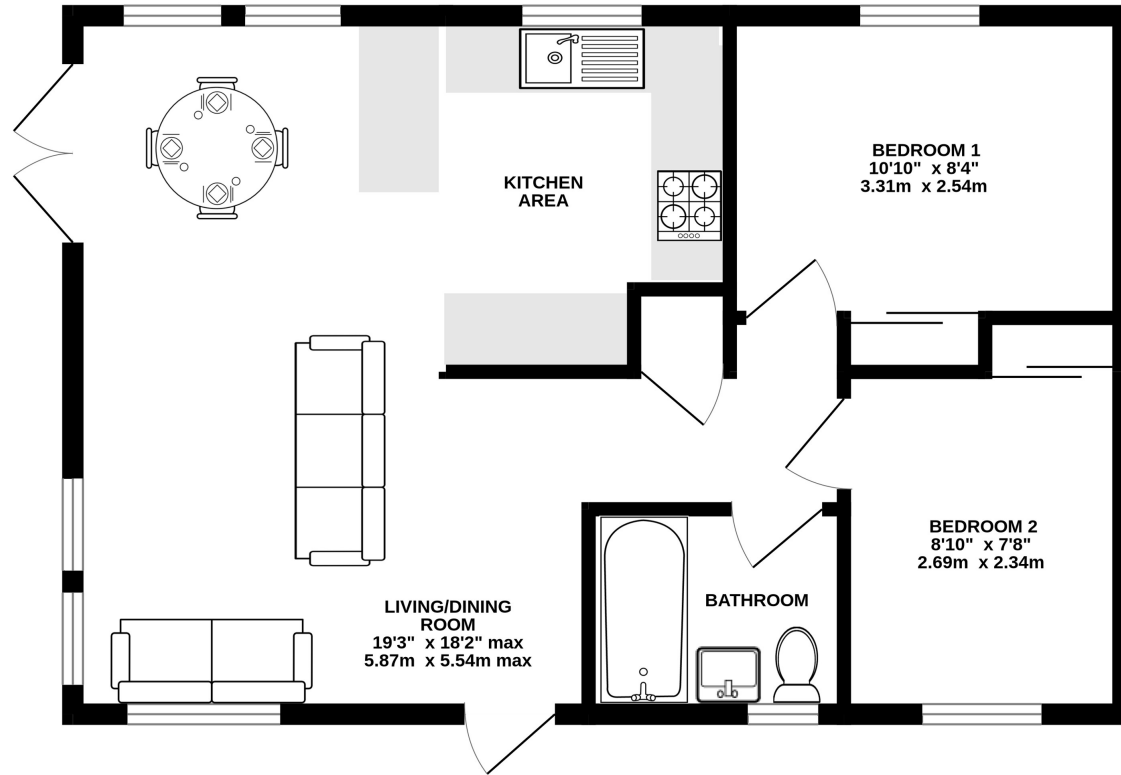 KITCHEN
AREA
BEDROOM 1
10'10" x 8'4"
3.31m x 2.54m
BEDROOM 2
8'10" x 7'8"
2.69m x 2.34m
LIVING/DINING
ROOM
19'3" x 18'2" max
5.87m x 5.54m max
BATHROOM